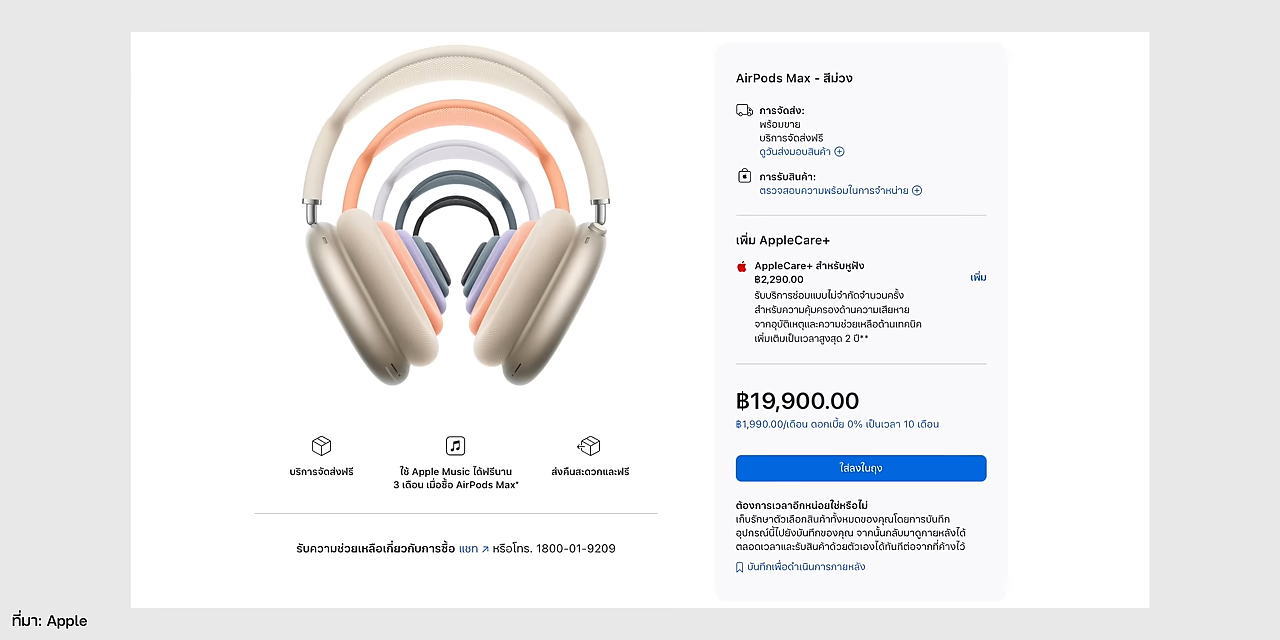 บริการจัดส่งฟรี
ใช้ Apple Music ได้ฟรีนาน
3 เดือน เมื่อซื้อ AirPods Max*
ส่งคืนสะดวกและฟรี
รับความช่วยเหลือเกี่ยวกับการซื้อ แชท ↗ หรือโทร. 1800-01-9209
AirPods Max - สีม่วง
การจัดส่ง:
พร้อมขาย
บริการจัดส่งฟรี
ดูวันส่งมอบสินค้า
การรับสินค้า:
ตรวจสอบความพร้อมในการจำหน่าย
เพิ่ม AppleCare+
AppleCare+ สำหรับหูฟัง
฿2,290.00
เพิ่ม
รับบริการซ่อมแบบไม่จำกัดจำนวนครั้ง
สำหรับความคุ้มครองด้านความเสียหาย
จากอุบัติเหตุและความช่วยเหลือด้านเทคนิค
เพิ่มเติมเป็นเวลาสูงสุด 2 ปี**
฿19,900.00
฿1,990.00/เดือน ดอกเบี้ย 0% เป็นเวลา 10 เดือน
ใส่ลงในถุง
ต้องการเวลาอีกหน่อยใช่หรือไม่
เก็บรักษาตัวเลือกสินค้าทั้งหมดของคุณโดยการบันทึก
อุปกรณ์นี้ไปยังบันทึกของคุณ จากนั้นกลับมาดูภายหลังได้
ตลอดเวลาและรับสินค้าด้วยตัวเองได้ทันทีต่อจากที่ค้างไว้
บันทึกเพื่อดำเนินการภายหลัง
ที่มา: Apple